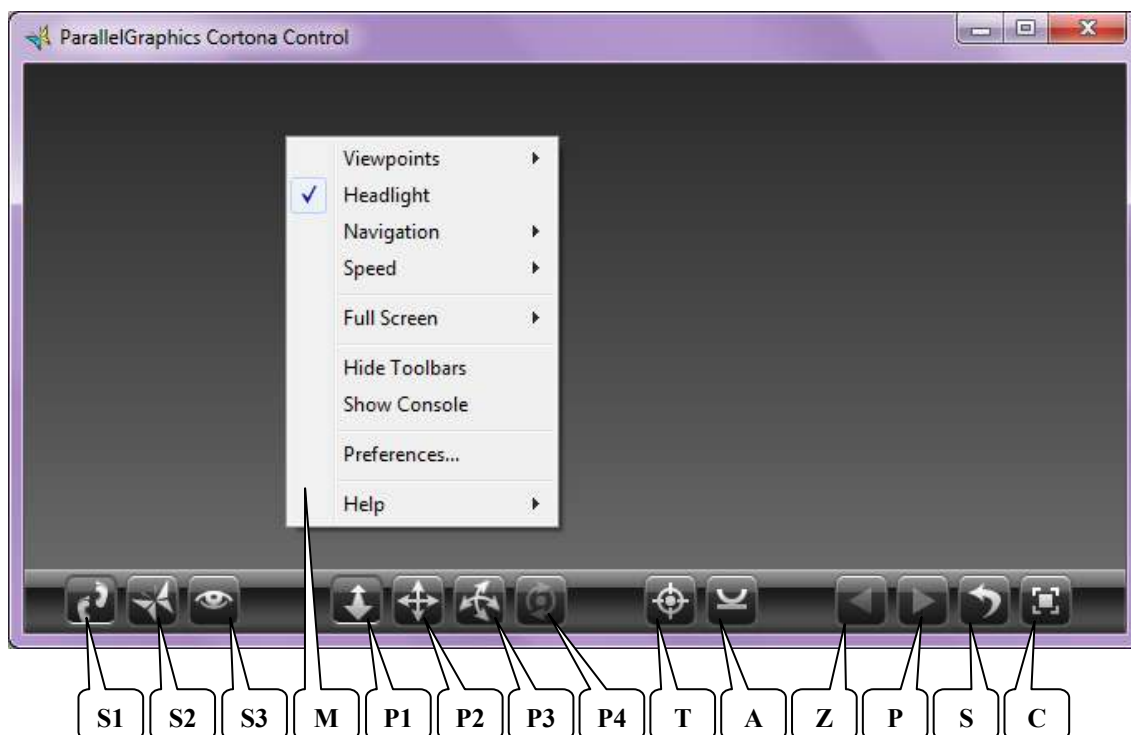 ParallelGraphics Cortona Control
Viewpoints
Headlight
Navigation
Speed
Full Screen
Hide Toolbars
Show Console
Preferences...
Help
S1 S2 S3 M P1 P2 P3 P4 T A Z P S C